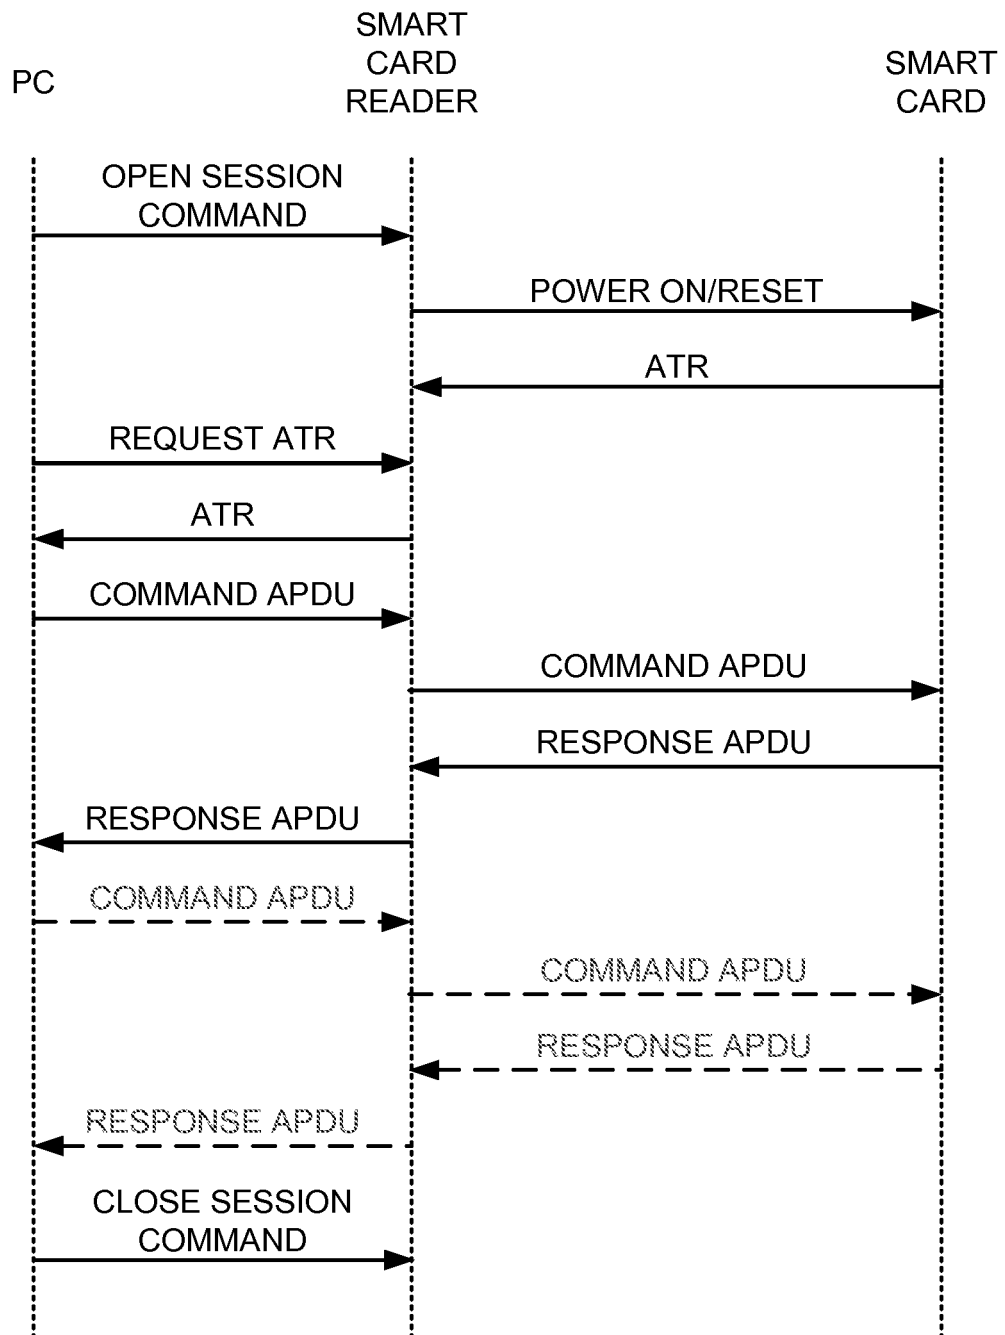 PC
SMART
CARD
READER
SMART
CARD
OPEN SESSION
COMMAND
POWER ON/RESET
ATR
REQUEST ATR
ATR
COMMAND APDU
COMMAND APDU
RESPONSE APDU
RESPONSE APDU
COMMAND APDU
COMMAND APDU
RESPONSE APDU
RESPONSE APDU
CLOSE SESSION
COMMAND